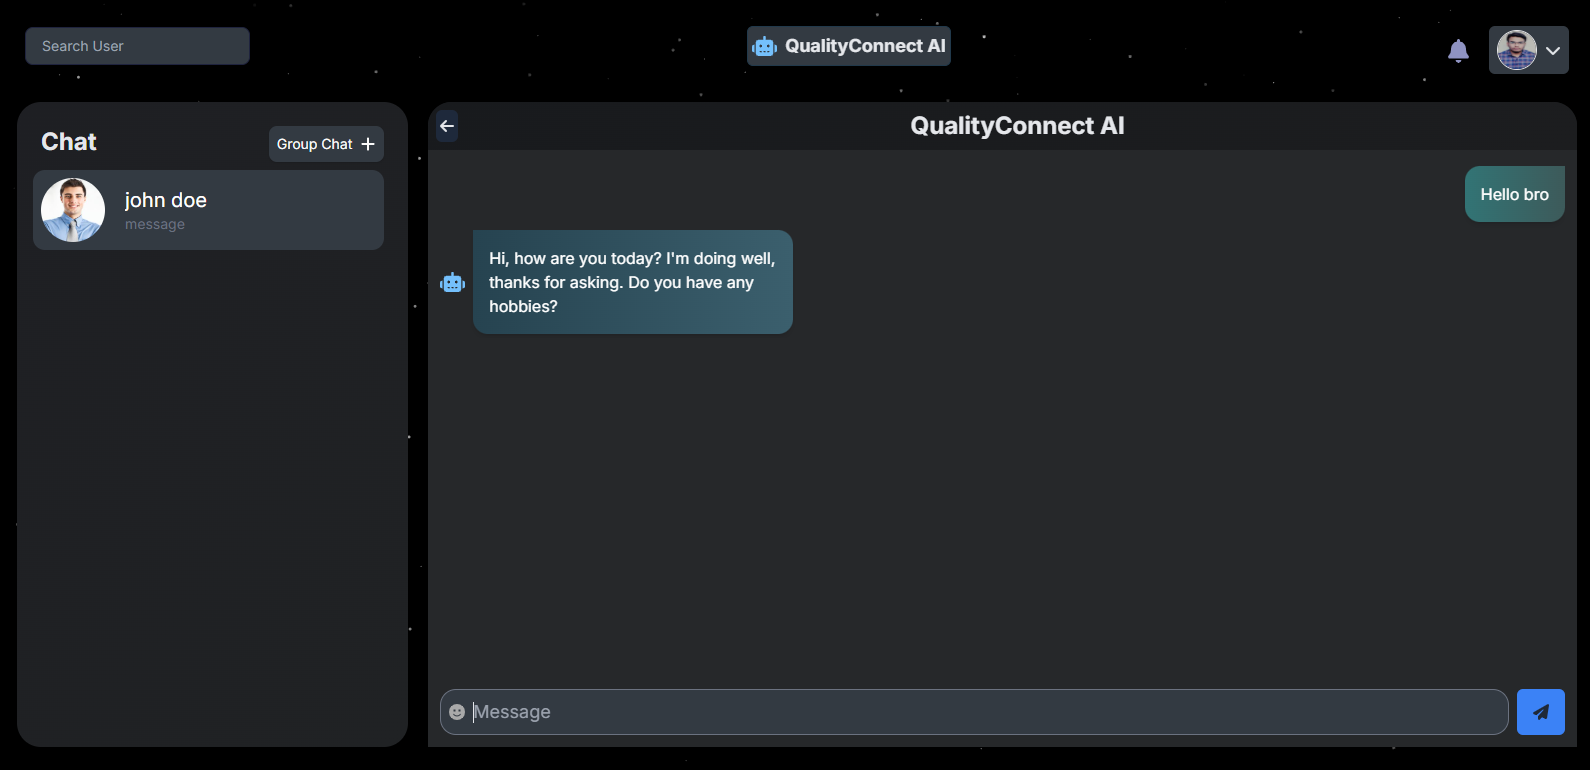 Search User
QualityConnect AI
Chat
Group Chat
john doe
message
QualityConnect AI
Hello bro
Hi, how are you today? I'm doing well,
thanks for asking. Do you have any
hobbies?
Message